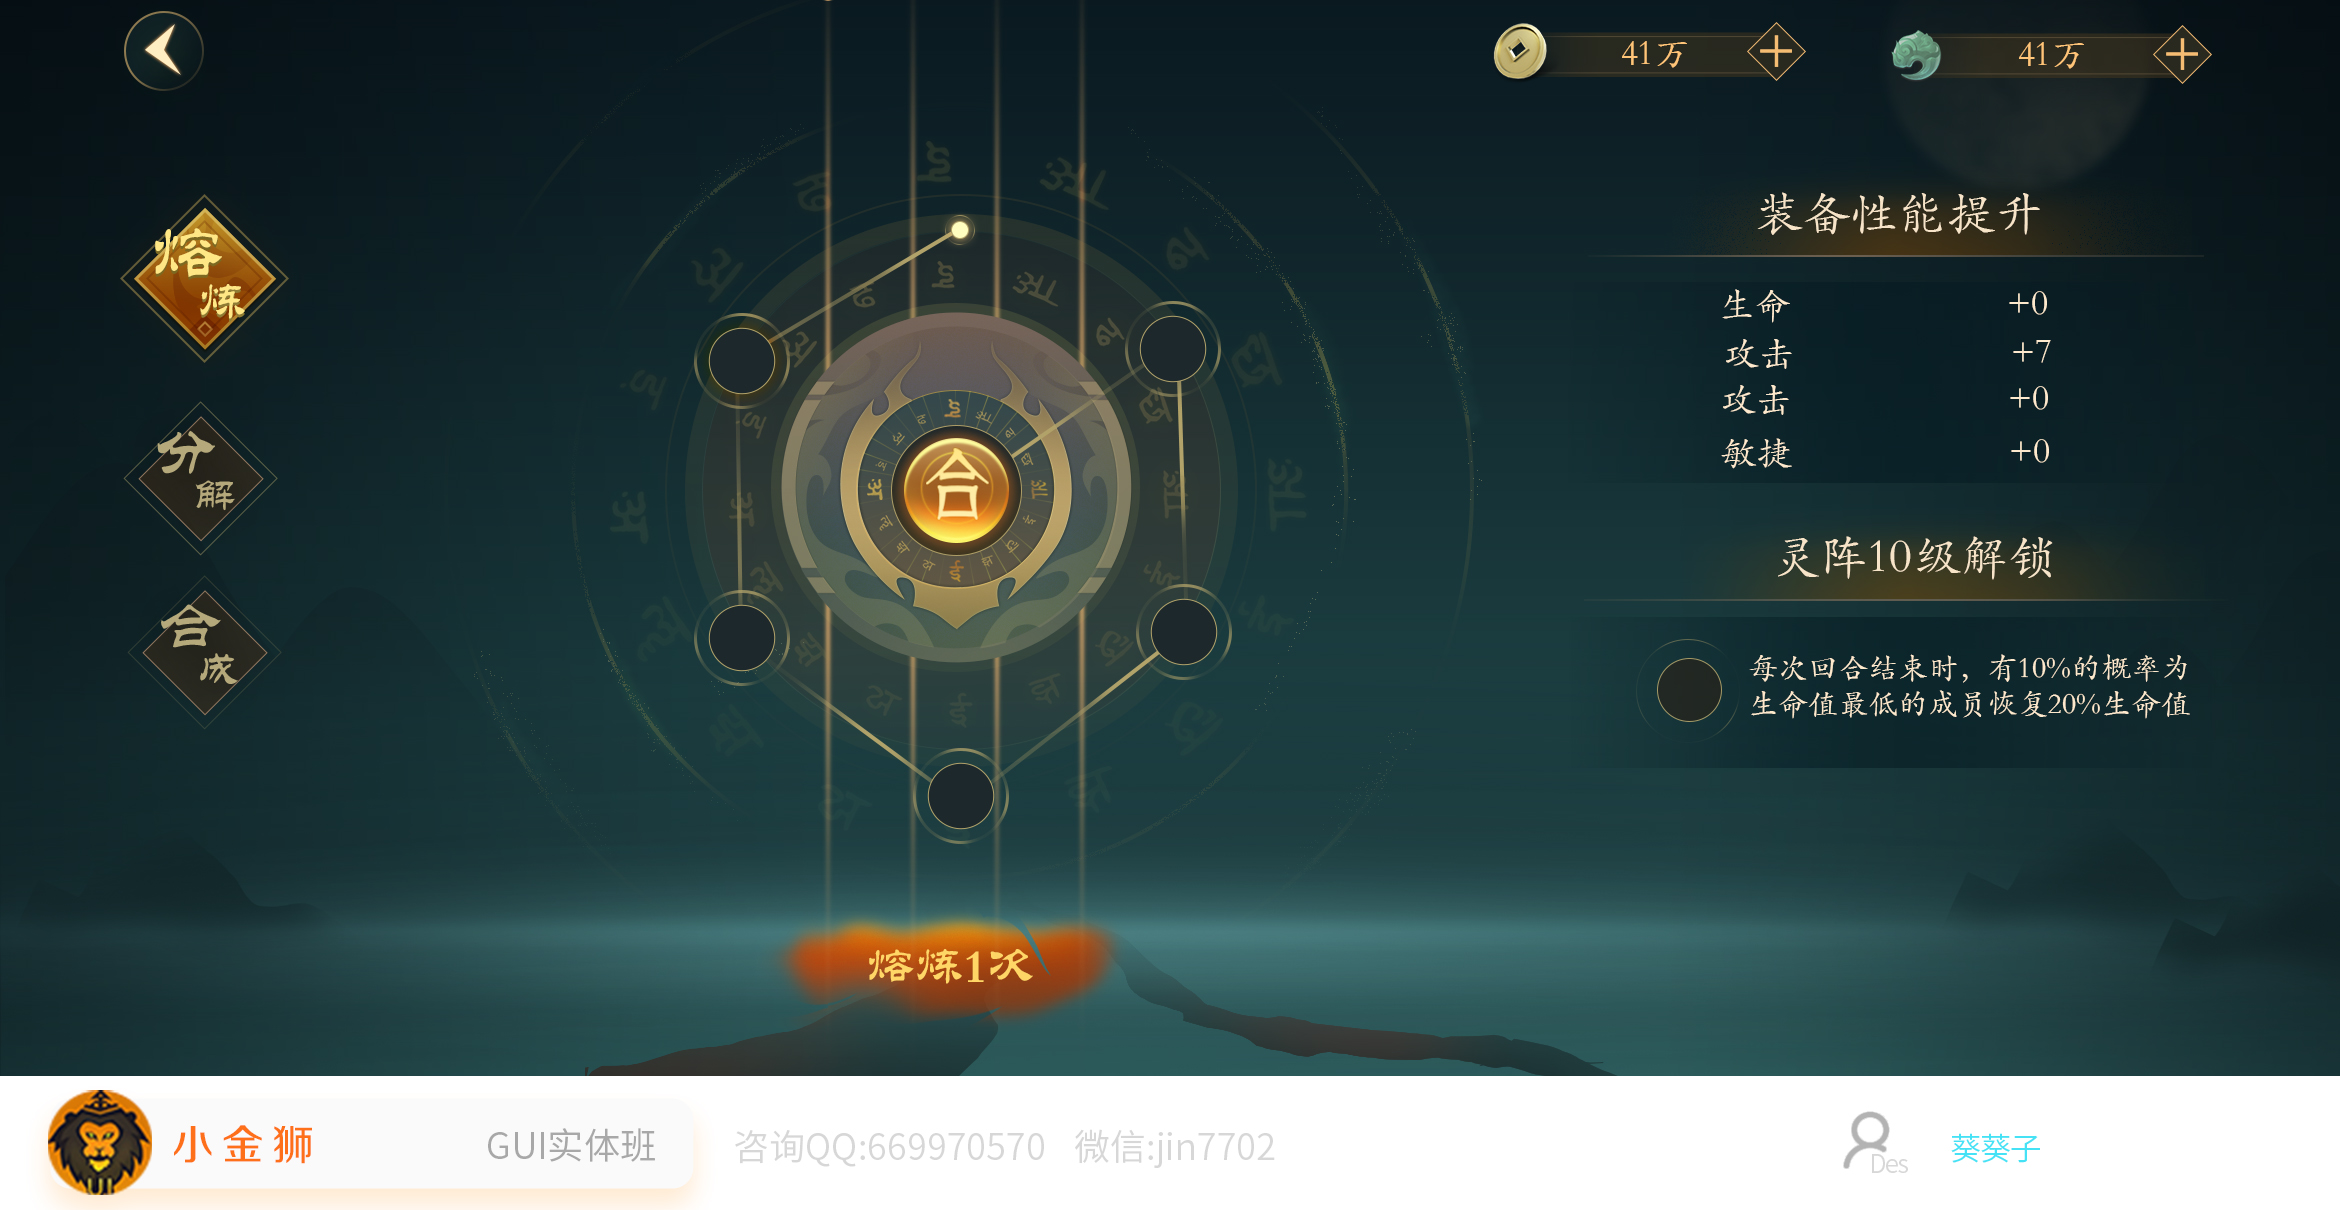 41万
41万
熔炼
分解
合成
合
装备性能提升
生命 +0
攻击 +7
攻击 +0
敏捷 +0
灵阵10级解锁
每次回合结束时，有10%的概率为
生命值最低的成员恢复20%生命值
熔炼1次
小金狮 GUI实体班 咨询QQ:669970570 微信:jin7702 Des 葵葵子